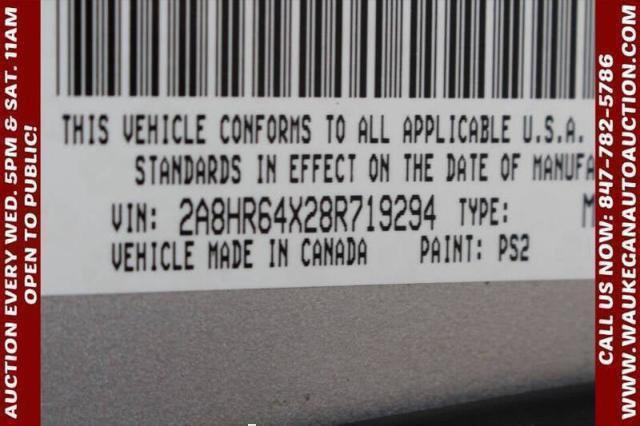 AUCTION EVERY WED. 5PM & SAT. 11AM
OPEN TO PUBLIC!
THIS VEHICLE CONFORMS TO ALL APPLICABLE U.S.A.
STANDARDS IN EFFECT ON THE DATE OF MANUFA
VIN: 2A8HR64X28R719294 TYPE: M
VEHICLE MADE IN CANADA PAINT: PS2
CALL US NOW: 847-782-5786
WWW.WAUKEGANAUTOAUCTION.COM